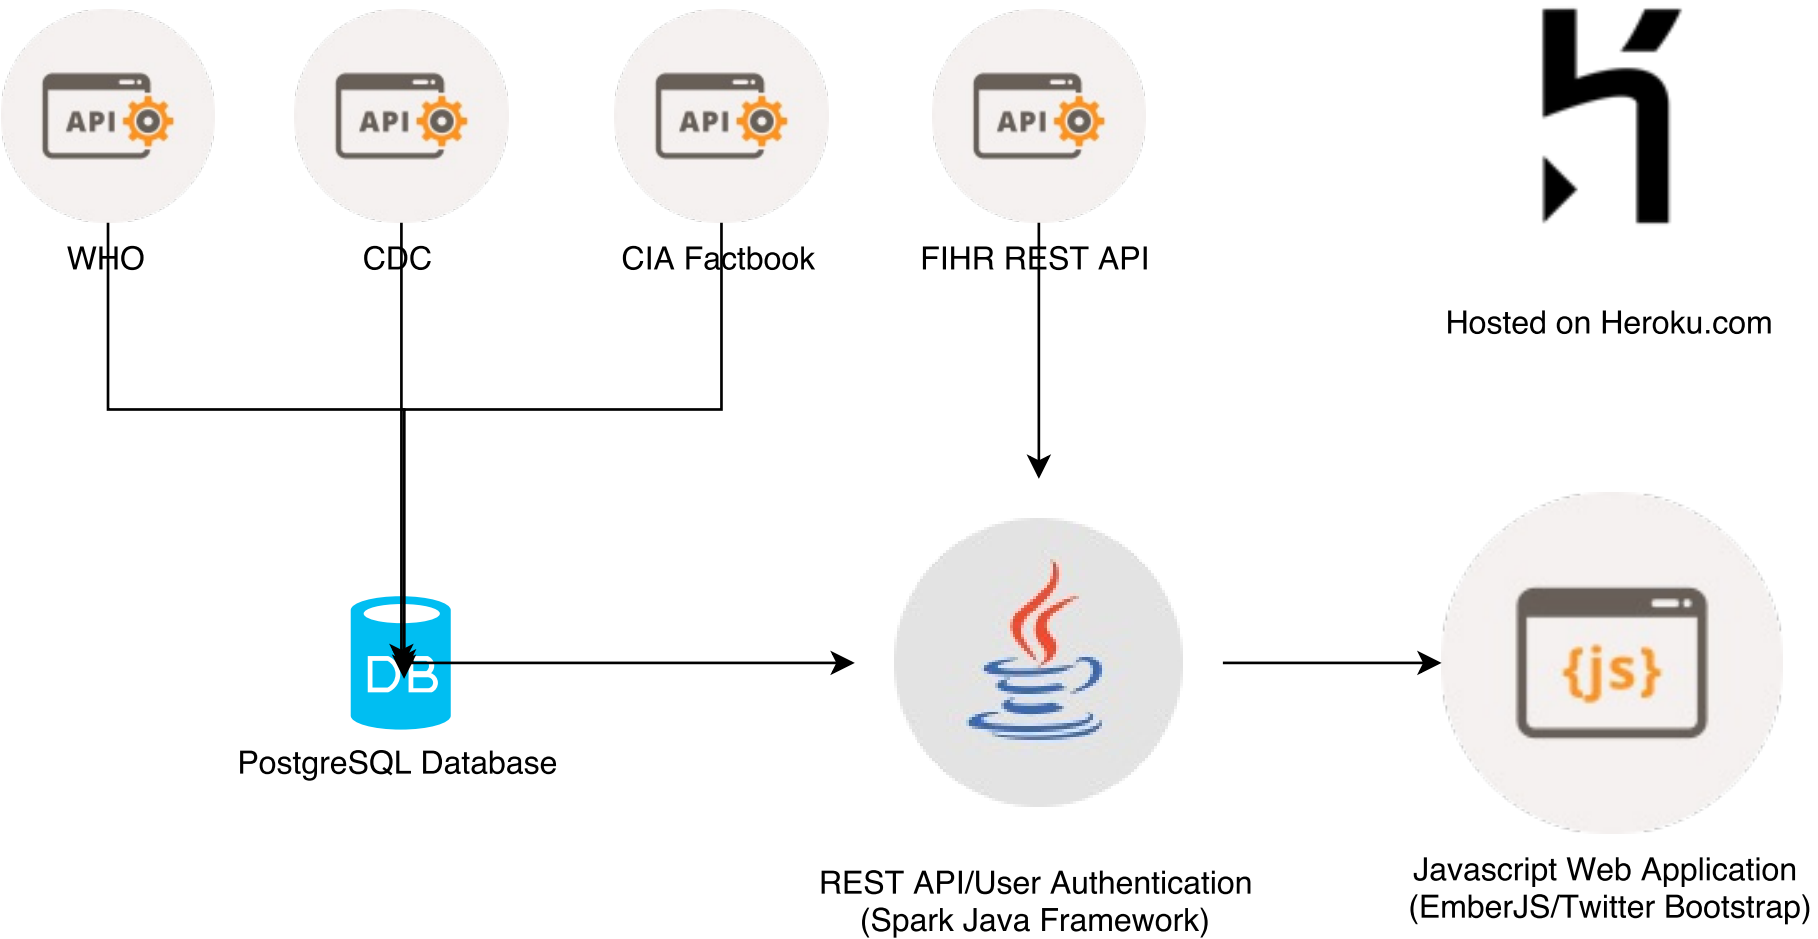 API
API
API
API
WHO
CDC
CIA Factbook
FIHR REST API
Hosted on Heroku.com
{js}
DB
PostgreSQL Database
REST API/User Authentication
(Spark Java Framework)
Javascript Web Application
(EmberJS/Twitter Bootstrap)